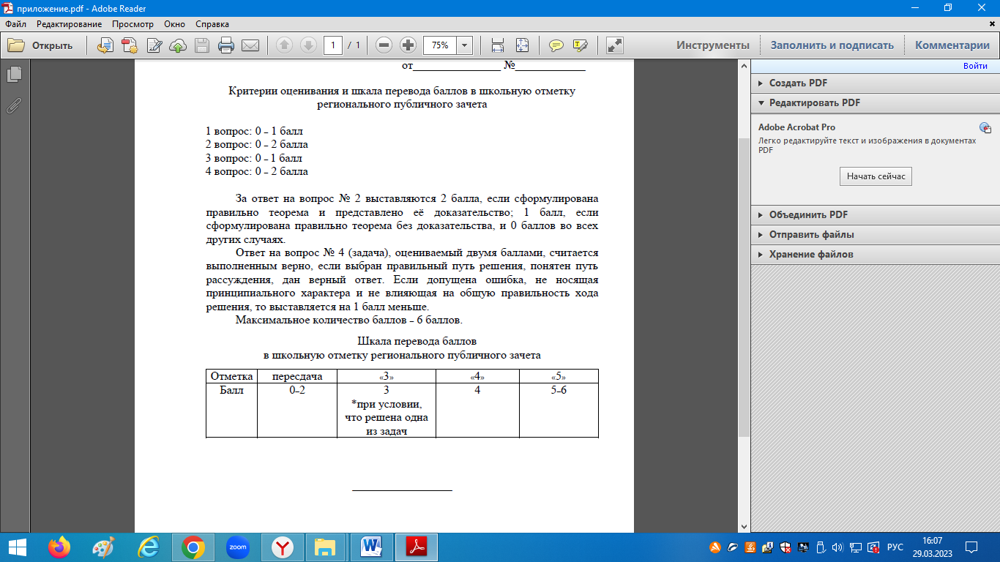 приложение.pdf - Adobe Reader
Файл Редактирование Просмотр Окно Справка
Открыть 1 / 1 75% Инструменты Заполнить и подписать Комментарии
Войти
от________________ №_____________
Критерии оценивания и шкала перевода баллов в школьную отметку
регионального публичного зачета
1 вопрос: 0 – 1 балл
2 вопрос: 0 – 2 балла
3 вопрос: 0 – 1 балл
4 вопрос: 0 – 2 балла
За ответ на вопрос № 2 выставляются 2 балла, если сформулирована
правильно теорема и представлено её доказательство; 1 балл, если
сформулирована правильно теорема без доказательства, и 0 баллов во всех
других случаях.
Ответ на вопрос № 4 (задача), оцениваемый двумя баллами, считается
выполненным верно, если выбран правильный путь решения, понятен путь
рассуждения, дан верный ответ. Если допущена ошибка, не носящая
принципиального характера и не влияющая на общую правильность хода
решения, то выставляется на 1 балл меньше.
Максимальное количество баллов – 6 баллов.
Шкала перевода баллов
в школьную отметку регионального публичного зачета
Отметка пересдача «3» «4» «5»
Балл 0–2 3 4 5–6
*при условии,
что решена одна
из задач
Создать PDF
Редактировать PDF
Adobe Acrobat Pro
Легко редактируйте текст и изображения в документах
PDF
Начать сейчас
Объединить PDF
Отправить файлы
Хранение файлов
zoom
РУС
16:07
29.03.2023